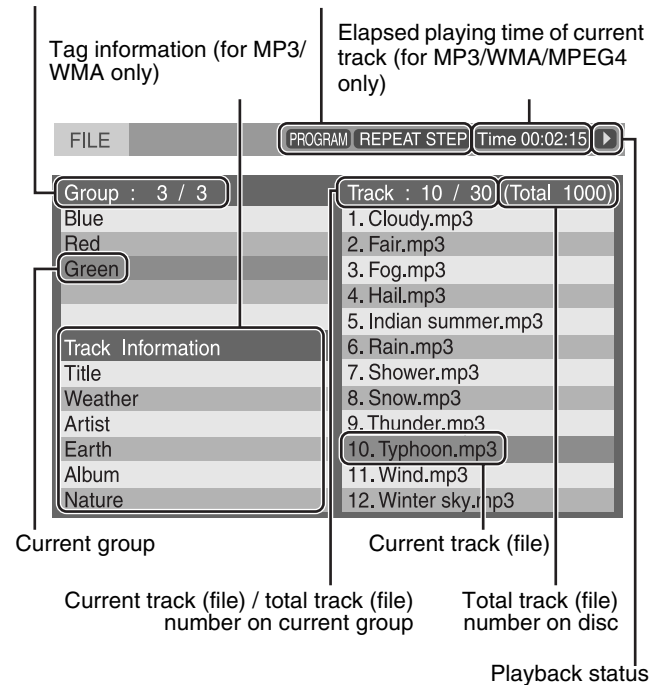 Tag information (for MP3/
WMA only)
Elapsed playing time of current
track (for MP3/WMA/MPEG4
only)
FILE
PROGRAM REPEAT STEP Time 00:02:15
Group : 3 / 3
Blue
Red
Green
Track Information
Title
Weather
Artist
Earth
Album
Nature
Track : 10 / 30 (Total 1000)
1. Cloudy.mp3
2. Fair.mp3
3. Fog.mp3
4. Hail.mp3
5. Indian summer.mp3
6. Rain.mp3
7. Shower.mp3
8. Snow.mp3
9. Thunder.mp3
10. Typhoon.mp3
11. Wind.mp3
12. Winter sky.mp3
Current group
Current track (file)
Current track (file) / total track (file)
number on current group
Total track (file)
number on disc
Playback status